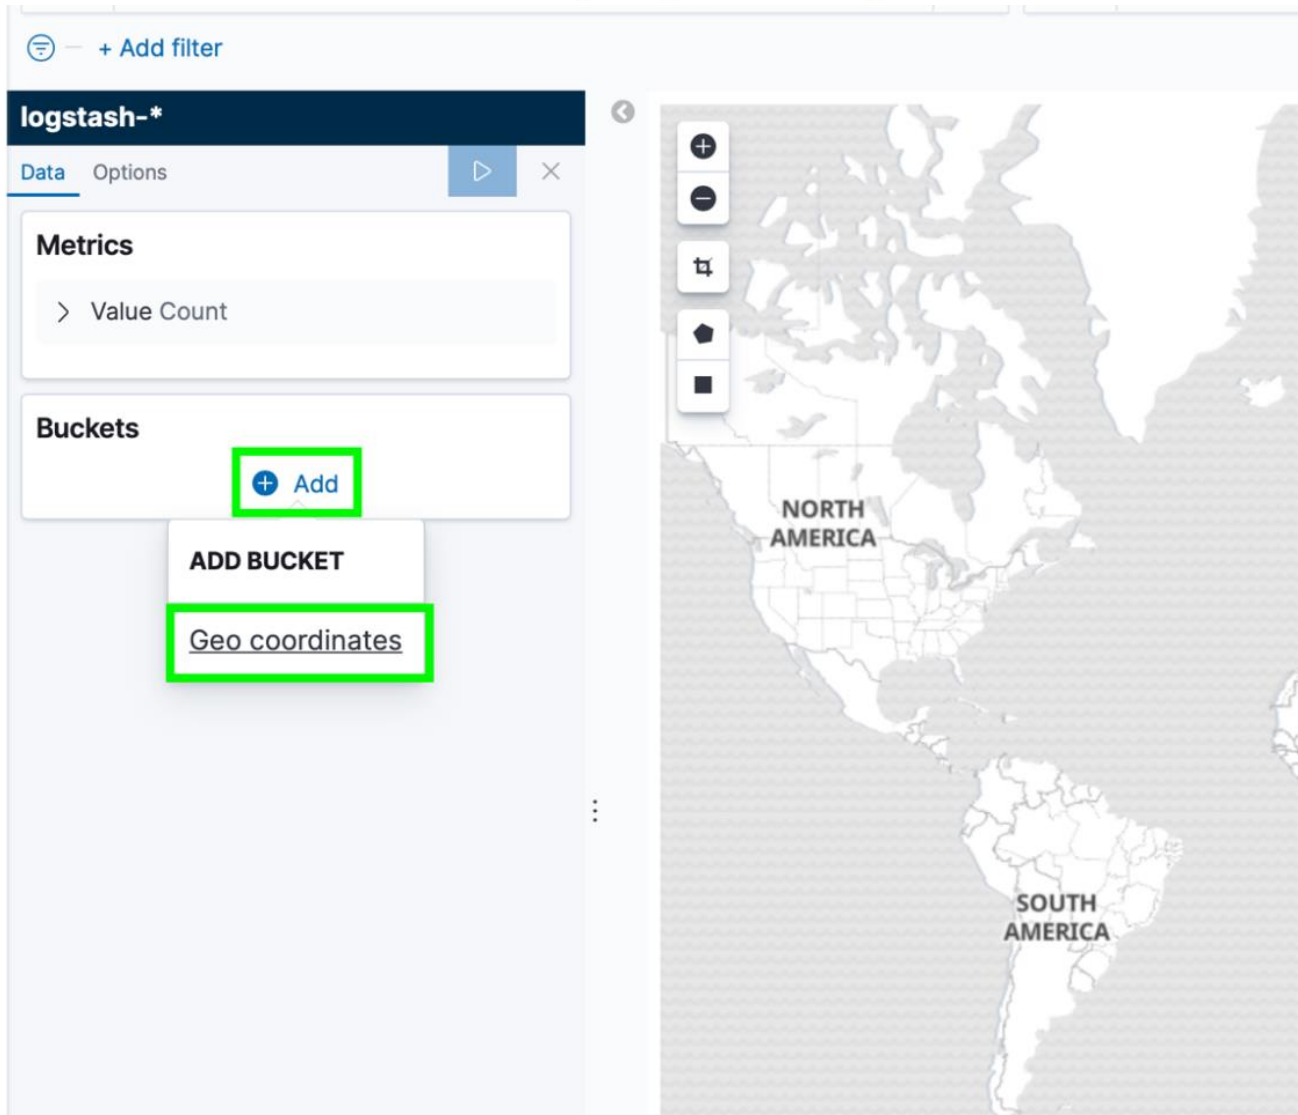 + Add filter
logstash-*
Data Options
Metrics
Value Count
Buckets
Add
ADD BUCKET
Geo coordinates
NORTH
AMERICA
SOUTH
AMERICA